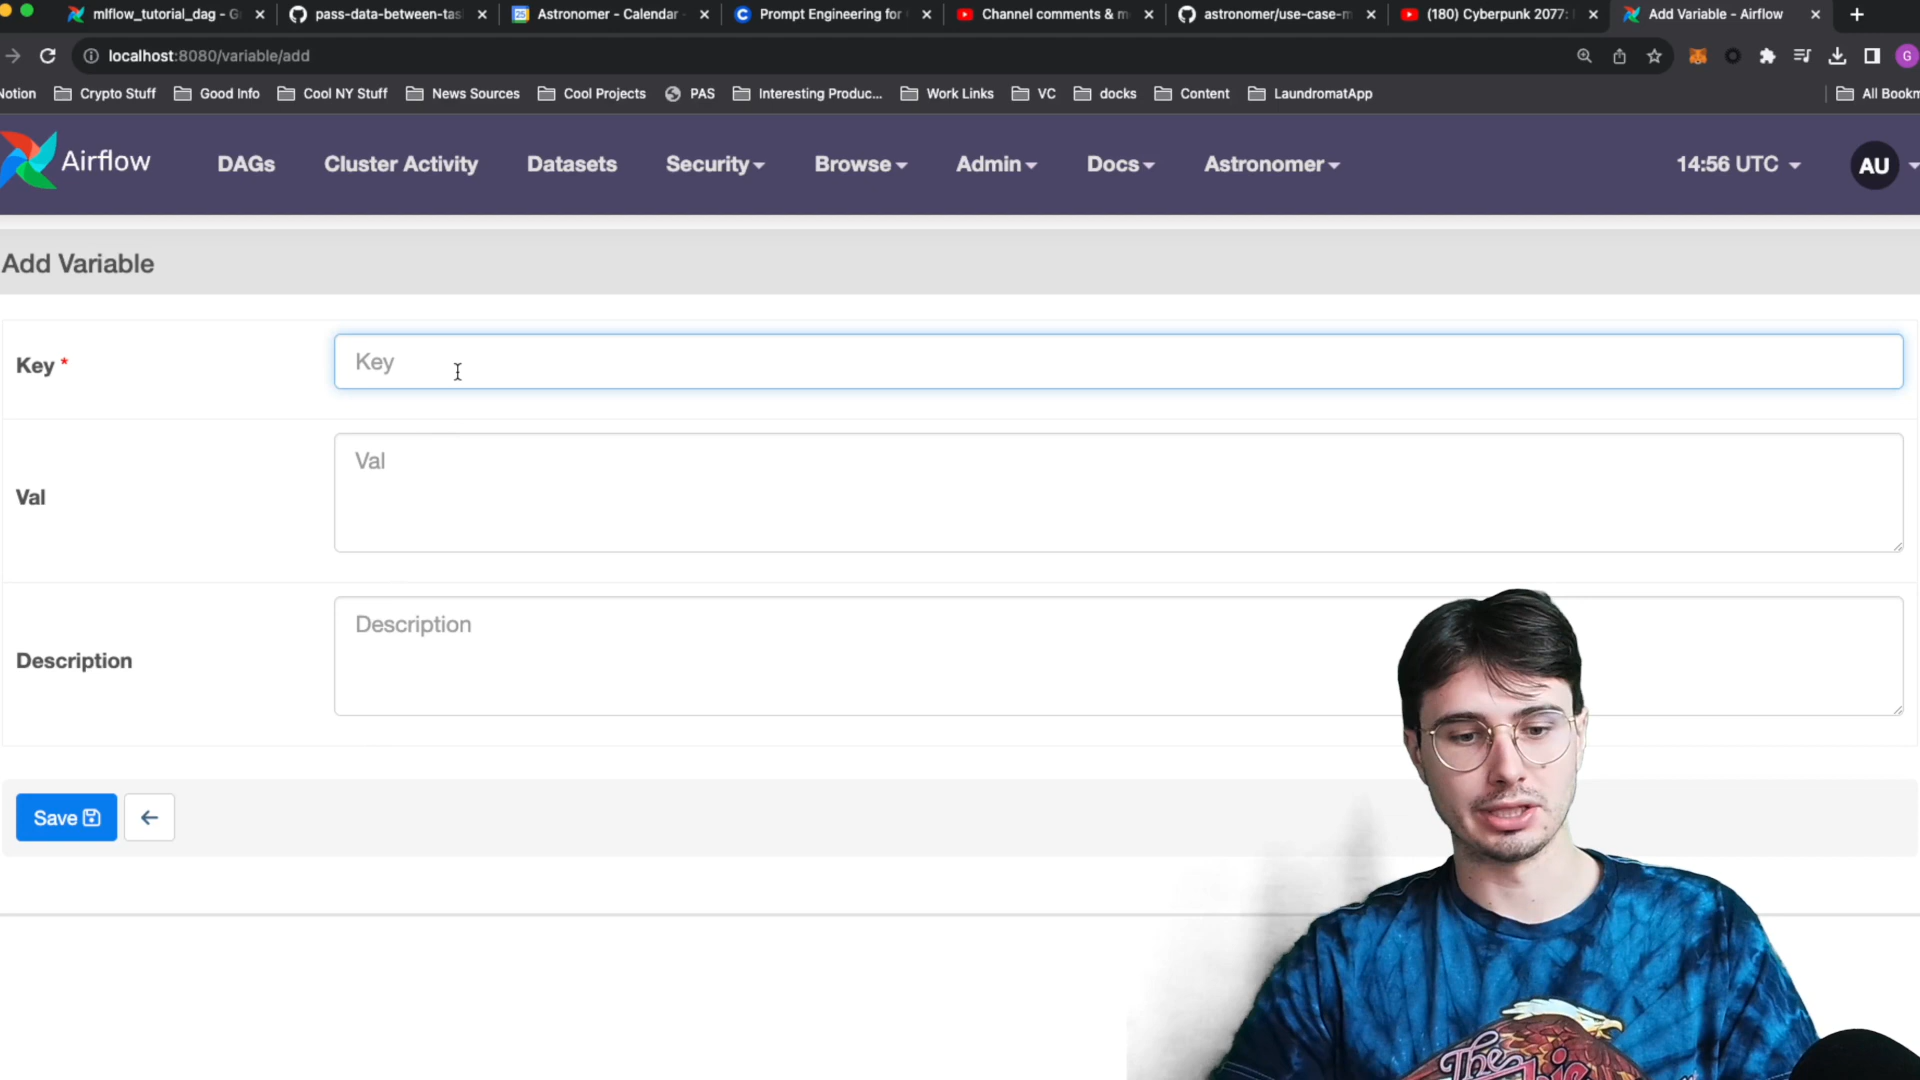 mlflow_tutorial_dag - G
pass-data-between-tas
Astronomer - Calendar
Prompt Engineering for
Channel comments & m
astronomer/use-case-m
(180) Cyberpunk 2077:
Add Variable - Airflow
localhost:8080/variable/add
G
otion
Crypto Stuff
Good Info
Cool NY Stuff
News Sources
Cool Projects
PAS
Interesting Produc...
Work Links
VC
docks
Content
LaundromatApp
All Bookm
Airflow
DAGs
Cluster Activity
Datasets
Security
Browse
Admin
Docs
Astronomer
14:56 UTC
AU
Add Variable
Key *
Key
Val
Val
Description
Description
Save
The